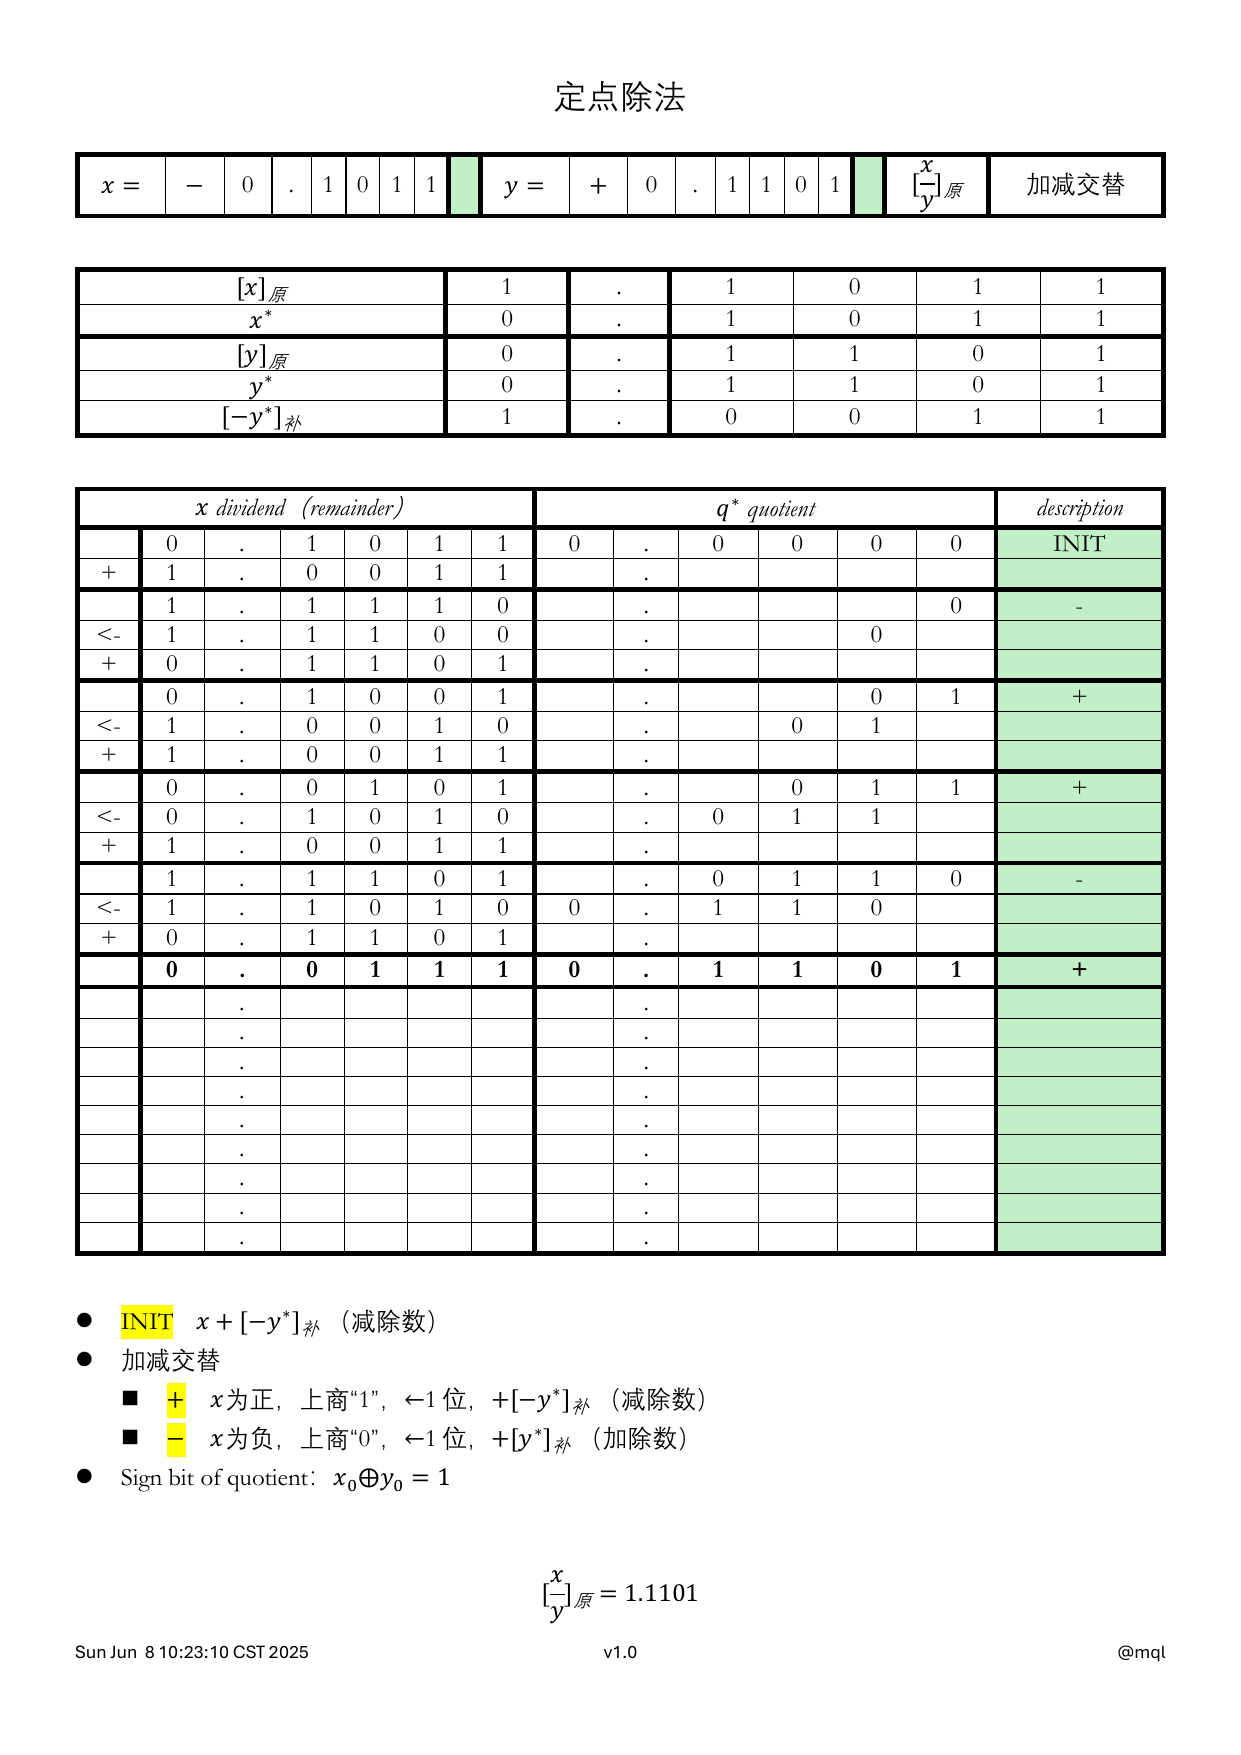 定点除法
x = − 0 . 1 0 1 1 y = + 0 . 1 1 0 1 [x/y]原 加减交替
[x]原 1 . 1 0 1 1
x* 0 . 1 0 1 1
[y]原 0 . 1 1 0 1
y* 0 . 1 1 0 1
[−y*]补 1 . 0 0 1 1
x dividend（remainder） q* quotient description
0 . 1 0 1 1 0 . 0 0 0 0 INIT
+ 1 . 0 0 1 1 .
1 . 1 1 1 0 . 0 -
<- 1 . 1 1 0 0 . 0
+ 0 . 1 1 0 1 .
0 . 1 0 0 1 . 0 1 +
<- 1 . 0 0 1 0 . 0 1
+ 1 . 0 0 1 1 .
0 . 0 1 0 1 . 0 1 1 +
<- 0 . 1 0 1 0 . 0 1 1
+ 1 . 0 0 1 1 .
1 . 1 1 0 1 . 0 1 1 0 -
<- 1 . 1 0 1 0 0 . 1 1 0
+ 0 . 1 1 0 1 .
0 . 0 1 1 1 0 . 1 1 0 1 +
. .
. .
. .
. .
. .
. .
. .
. .
. .
● INIT x + [−y*]补 （减除数）
● 加减交替
■ + x为正，上商“1”，←1 位，+[−y*]补 （减除数）
■ − x为负，上商“0”，←1 位，+[y*]补 （加除数）
● Sign bit of quotient：x₀⊕y₀ = 1
[x/y]原 = 1.1101
Sun Jun 8 10:23:10 CST 2025 v1.0 @mql